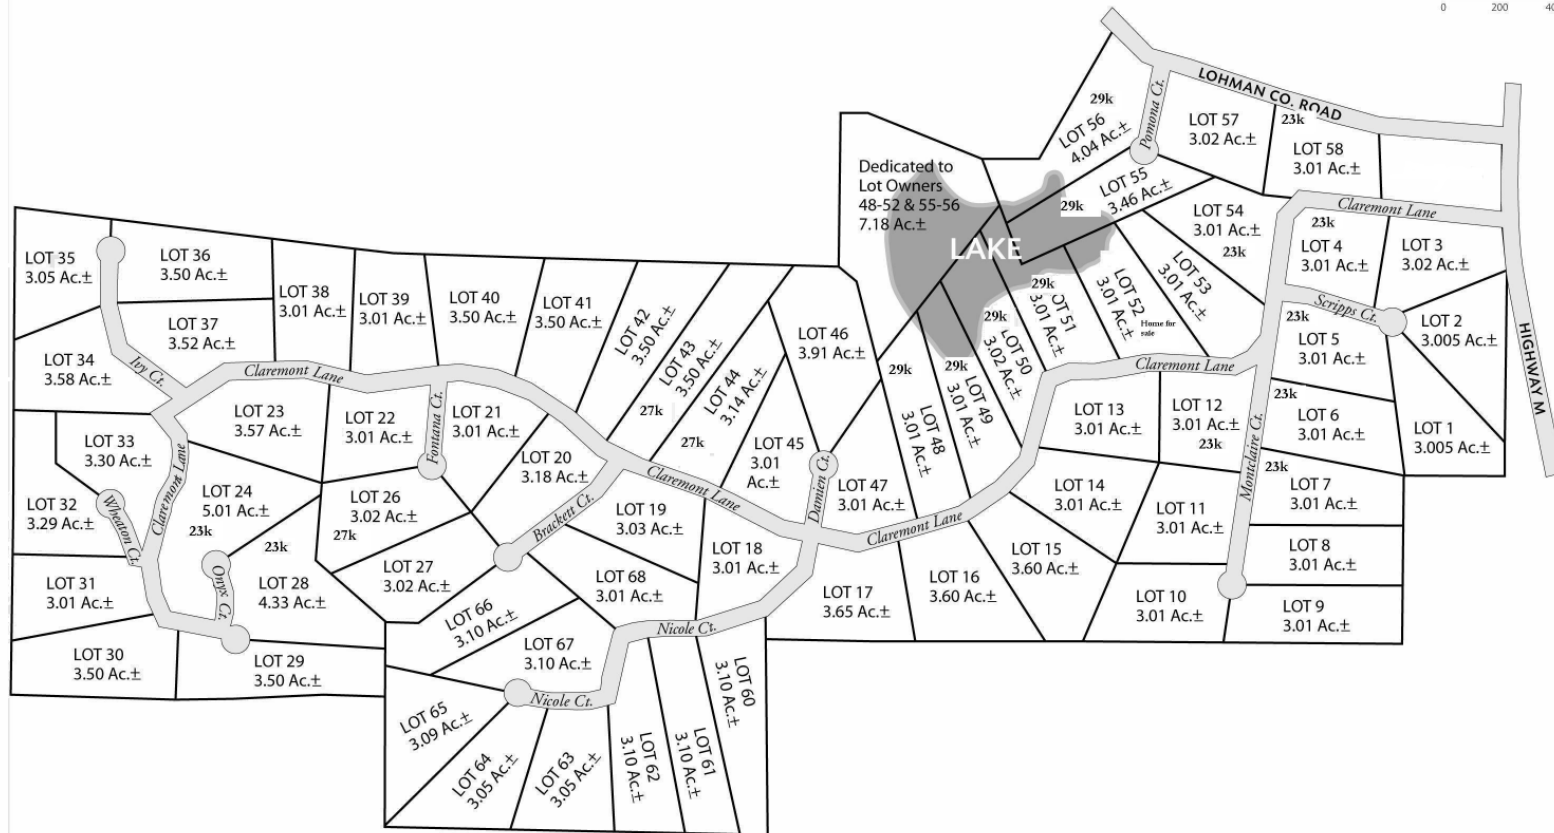 0 200 40
LOHMAN CO. ROAD
Pomona Ct.
29k
LOT 56
4.04 Ac.±
LOT 57
3.02 Ac.±
23k
LOT 58
3.01 Ac.±
Dedicated to
Lot Owners
48-52 & 55-56
7.18 Ac.±
LAKE
LOT 55
3.46 Ac.±
29k
LOT 54
3.01 Ac.±
23k
Claremont Lane
23k
LOT 4
3.01 Ac.±
LOT 3
3.02 Ac.±
Scripps Ct.
LOT 2
3.005 Ac.±
HIGHWAY M
LOT 1
3.005 Ac.±
23k
LOT 5
3.01 Ac.±
23k
LOT 6
3.01 Ac.±
23k
LOT 7
3.01 Ac.±
LOT 8
3.01 Ac.±
LOT 9
3.01 Ac.±
LOT 10
3.01 Ac.±
LOT 11
3.01 Ac.±
Montclaire Ct.
LOT 12
3.01 Ac.±
23k
LOT 13
3.01 Ac.±
LOT 14
3.01 Ac.±
LOT 15
3.60 Ac.±
LOT 16
3.60 Ac.±
LOT 17
3.65 Ac.±
LOT 18
3.01 Ac.±
LOT 19
3.03 Ac.±
LOT 20
3.18 Ac.±
LOT 21
3.01 Ac.±
LOT 22
3.01 Ac.±
LOT 23
3.57 Ac.±
LOT 24
5.01 Ac.±
23k
LOT 26
3.02 Ac.±
27k
LOT 27
3.02 Ac.±
23k
LOT 28
4.33 Ac.±
LOT 29
3.50 Ac.±
LOT 30
3.50 Ac.±
LOT 31
3.01 Ac.±
LOT 32
3.29 Ac.±
LOT 33
3.30 Ac.±
LOT 34
3.58 Ac.±
LOT 35
3.05 Ac.±
LOT 36
3.50 Ac.±
LOT 37
3.52 Ac.±
LOT 38
3.01 Ac.±
LOT 39
3.01 Ac.±
LOT 40
3.50 Ac.±
LOT 41
3.50 Ac.±
LOT 42
3.50 Ac.±
LOT 43
3.50 Ac.±
27k
LOT 44
3.14 Ac.±
27k
LOT 45
3.01
Ac.±
LOT 46
3.91 Ac.±
LOT 47
3.01 Ac.±
29k
LOT 48
3.01 Ac.±
29k
LOT 49
3.01 Ac.±
29k
LOT 50
3.02 Ac.±
29k
LOT 51
3.01 Ac.±
LOT 52
3.01 Ac.±
Home for
sale
LOT 53
3.01 Ac.±
Claremont Lane
Claremont Lane
Claremont Lane
Claremont Lane
Claremont Lane
Ivy Ct.
Wheaton Ct.
Onyx Ct.
Fontana Ct.
Brackett Ct.
Damien Ct.
Nicole Ct.
Nicole Ct.
LOT 60
3.10 Ac.±
LOT 61
3.10 Ac.±
LOT 62
3.10 Ac.±
LOT 63
3.05 Ac.±
LOT 64
3.05 Ac.±
LOT 65
3.09 Ac.±
LOT 66
3.10 Ac.±
LOT 67
3.10 Ac.±
LOT 68
3.01 Ac.±